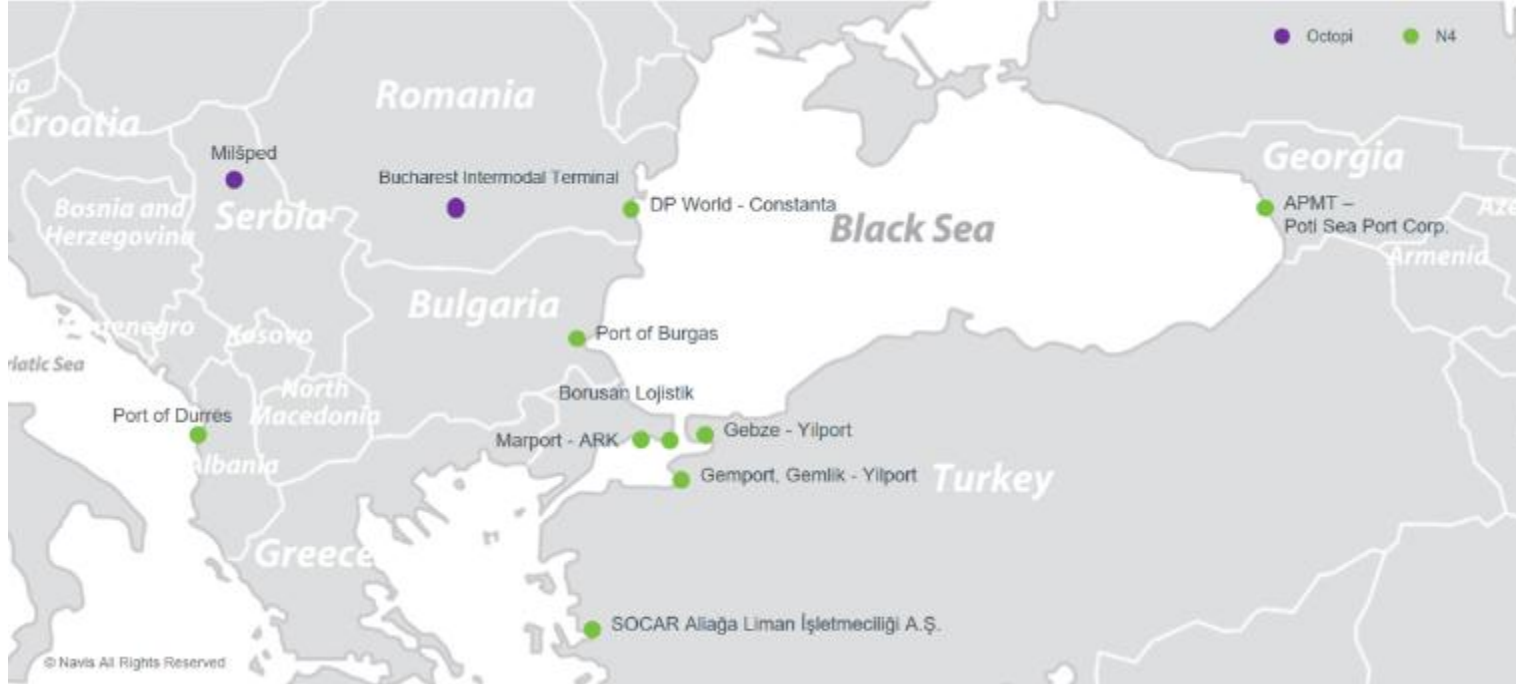 Octopi
N4
Romania
Croatia
Milšped
Bucharest Intermodal Terminal
Georgia
Bosnia and
Herzegovina
Serbia
DP World - Constanta
Black Sea
APMT –
Poti Sea Port Corp.
Armenia
Bulgaria
Port of Burgas
Kosovo
North
Macedonia
Borusan Lojistik
Port of Durrës
Marport - ARK
Gebze - Yilport
Albania
Gemport, Gemlik - Yilport
Turkey
Greece
SOCAR Aliağa Liman İşletmeciliği A.Ş.
© Navis All Rights Reserved